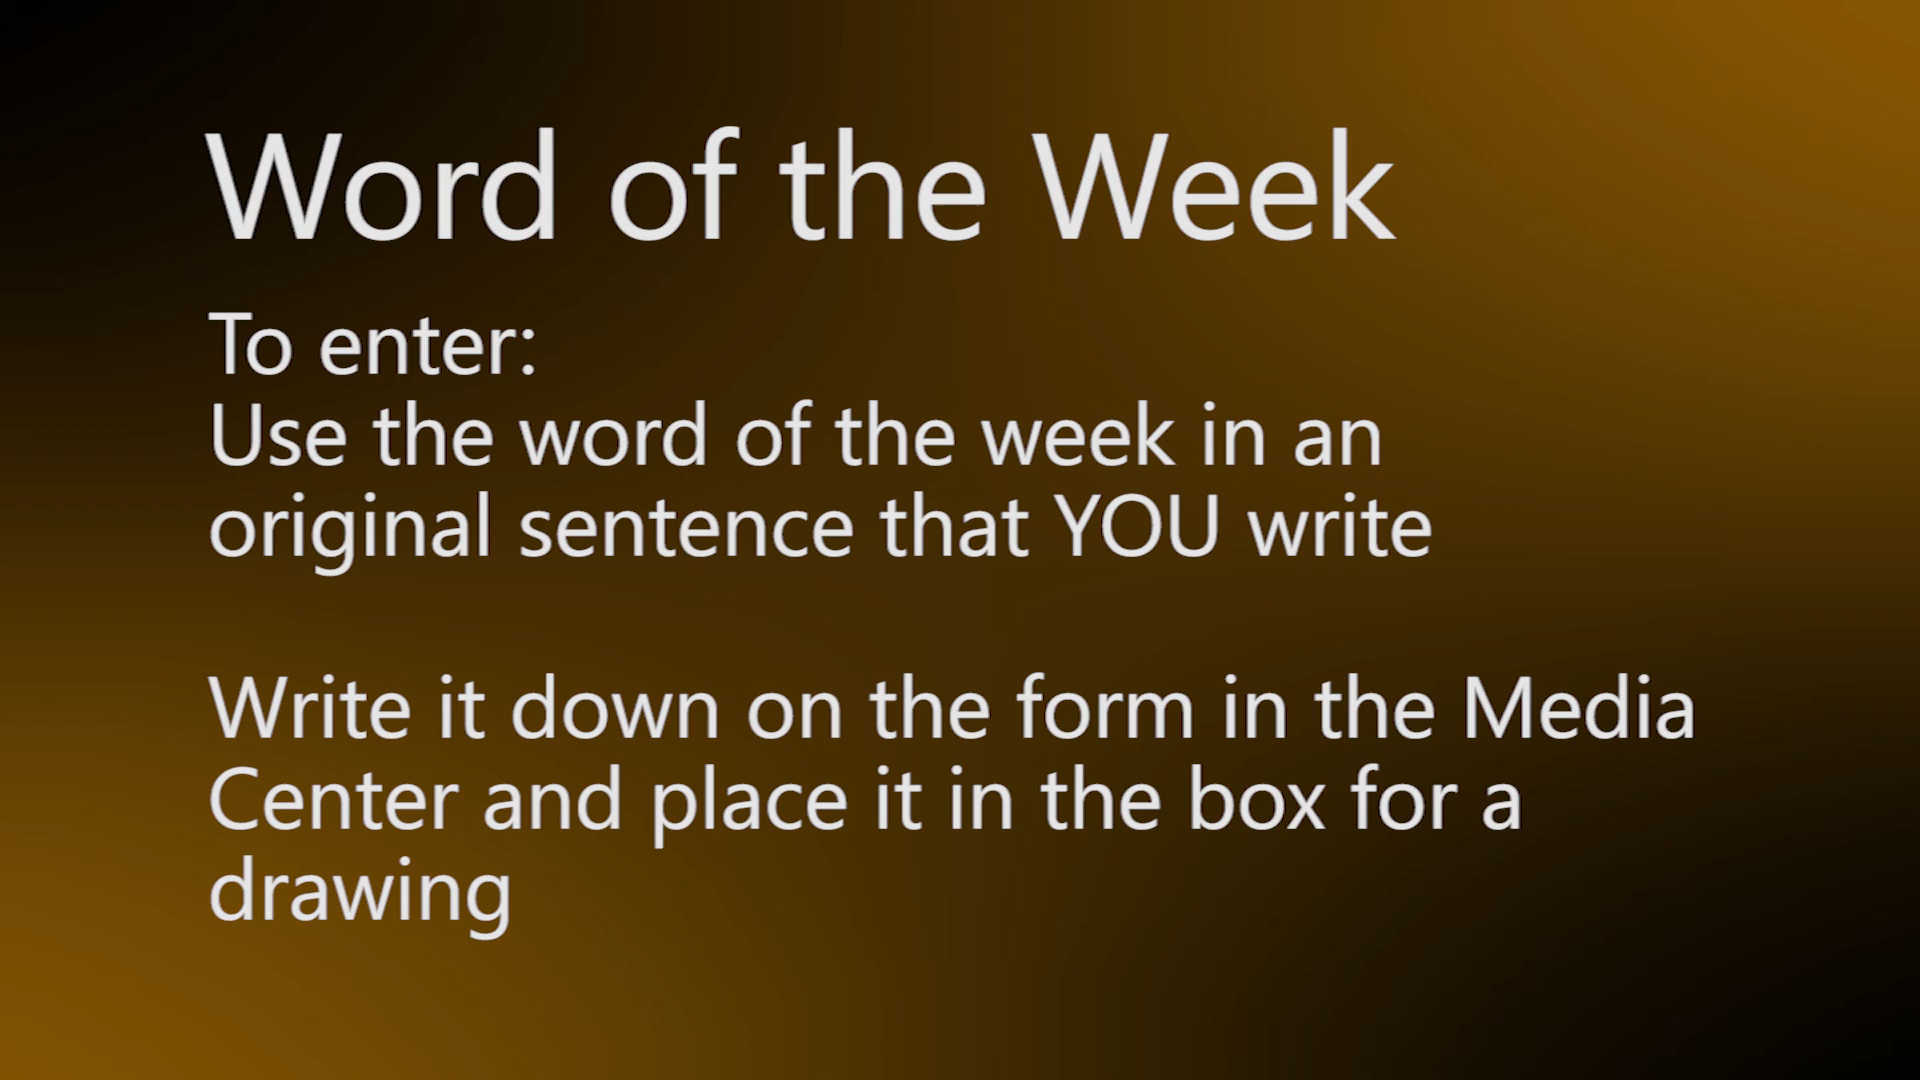 Word of the Week
To enter:
Use the word of the week in an
original sentence that YOU write
Write it down on the form in the Media
Center and place it in the box for a
drawing